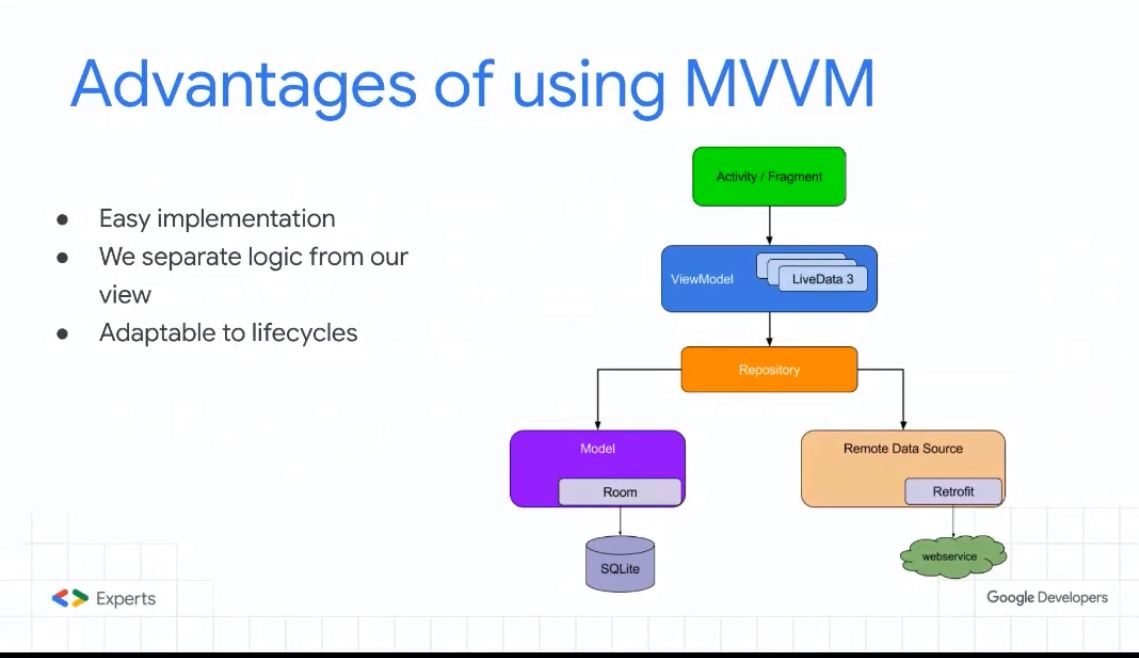 Advantages of using MVVM
● Easy implementation
● We separate logic from our
view
● Adaptable to lifecycles
Activity / Fragment
ViewModel
LiveData 3
Repository
Model
Room
SQLite
Remote Data Source
Retrofit
webservice
Experts
Google Developers